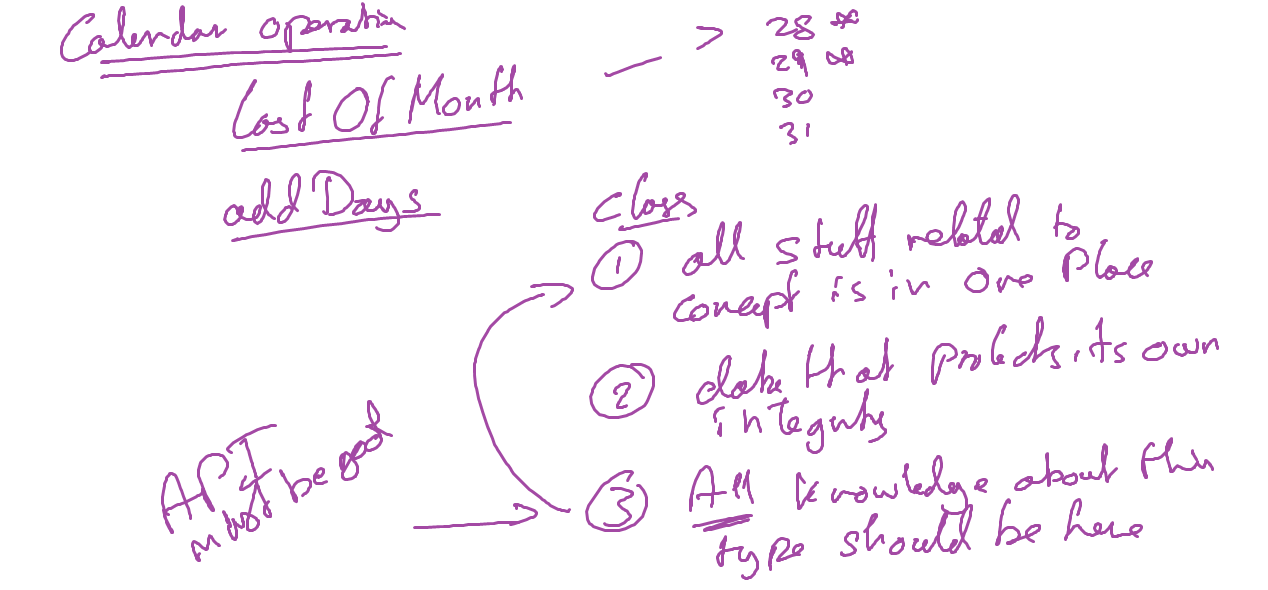 Calendar operation
Last Of Month
> 28 **
29 **
30
31
add Days
class
① all stuff related to
concept is in one Place
② data that protects its own
integrity
③ All knowledge about this
type should be here
API
must be good